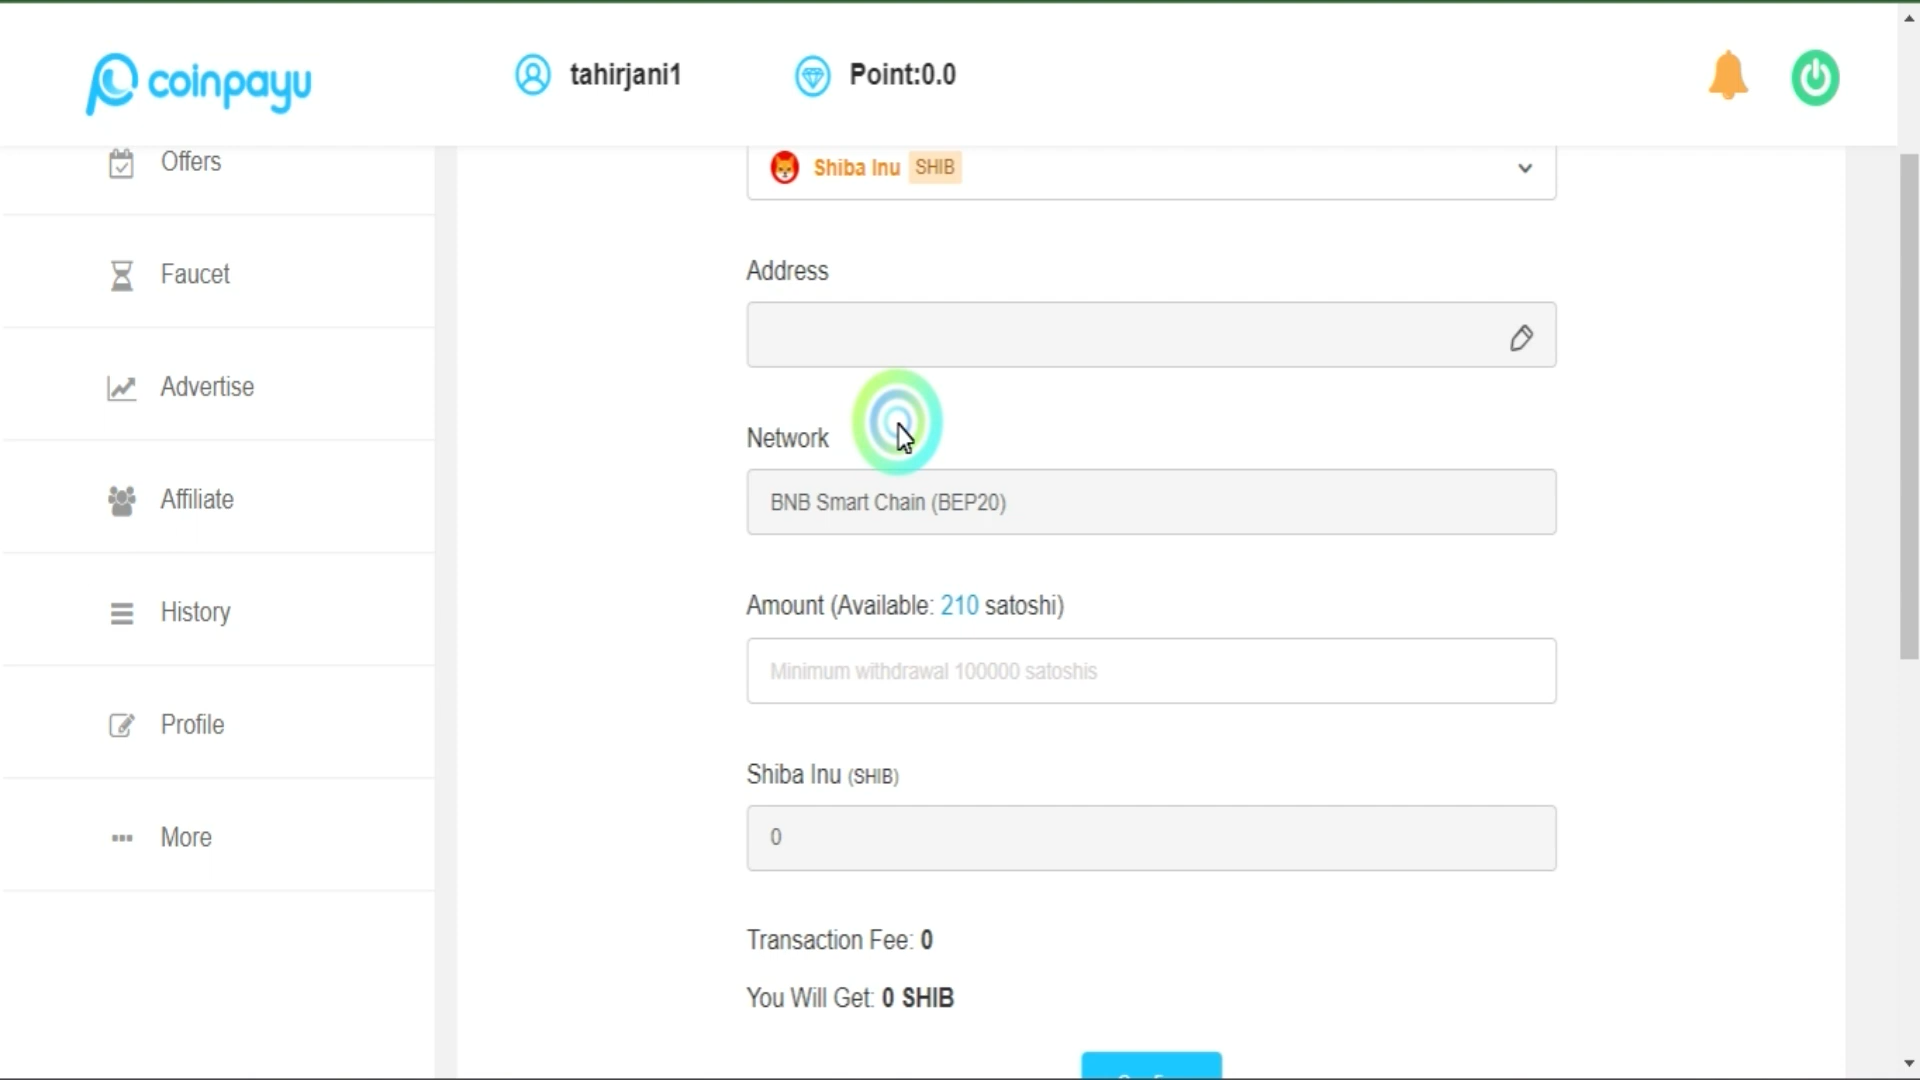 coinpayu
tahirjani1
Point:0.0
Offers
Faucet
Advertise
Affiliate
History
Profile
More
Shiba Inu SHIB
Address
Network
BNB Smart Chain (BEP20)
Amount (Available: 210 satoshi)
Minimum withdrawal 100000 satoshis
Shiba Inu (SHIB)
0
Transaction Fee: 0
You Will Get: 0 SHIB